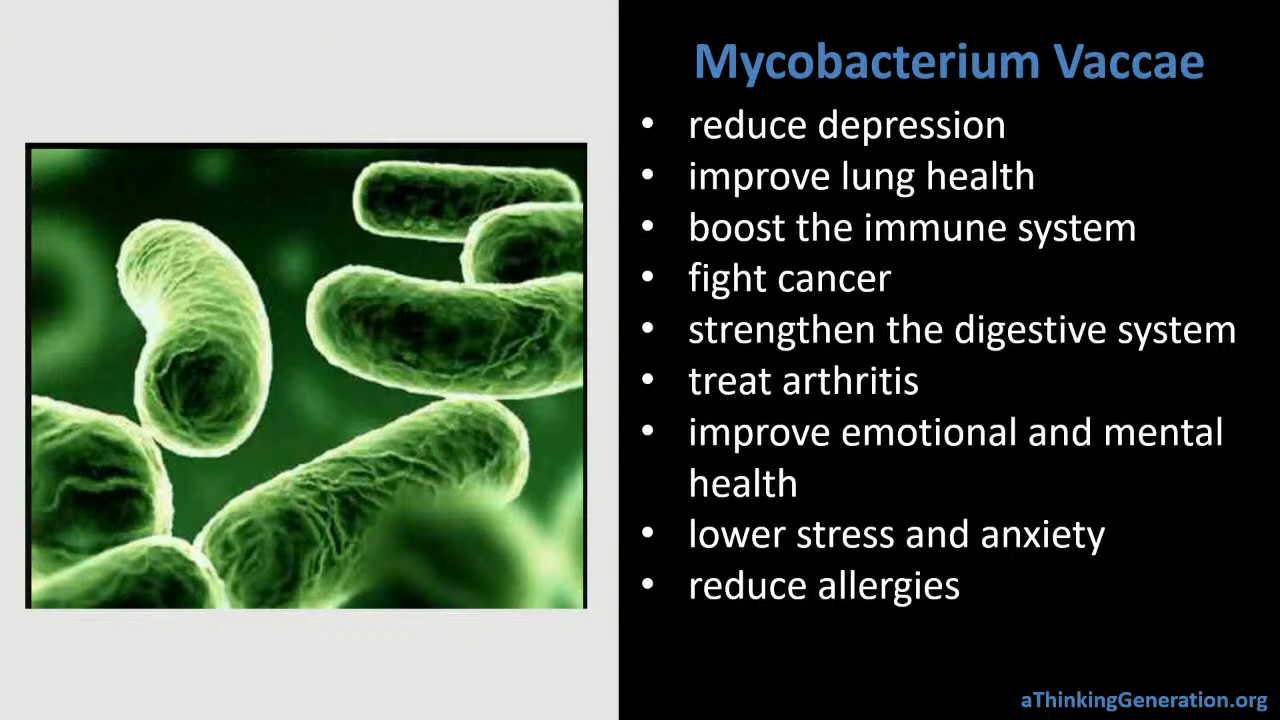 Mycobacterium Vaccae
• reduce depression
• improve lung health
• boost the immune system
• fight cancer
• strengthen the digestive system
• treat arthritis
• improve emotional and mental
health
• lower stress and anxiety
• reduce allergies
aThinkingGeneration.org